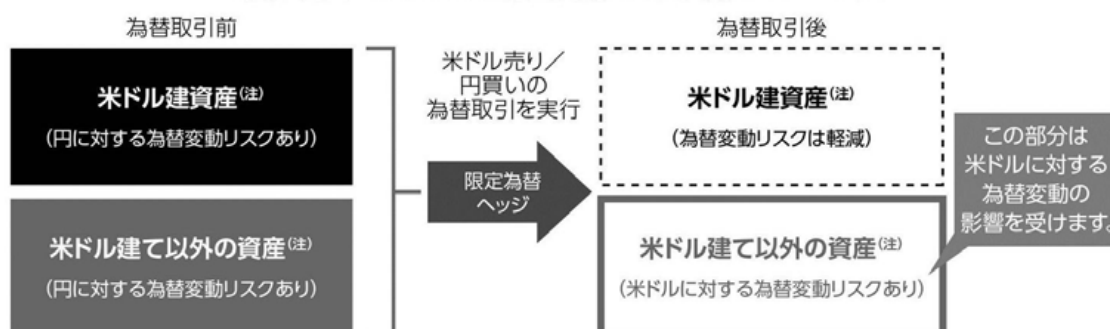 為替取引前
米ドル建資産(注)
(円に対する為替変動リスクあり)
米ドル建て以外の資産(注)
(円に対する為替変動リスクあり)
米ドル売り/
円買いの
為替取引を実行
限定為替
ヘッジ
為替取引後
米ドル建資産(注)
(為替変動リスクは軽減)
米ドル建て以外の資産(注)
(米ドルに対する為替変動リスクあり)
この部分は
米ドルに対する
為替変動の
影響を受けます。